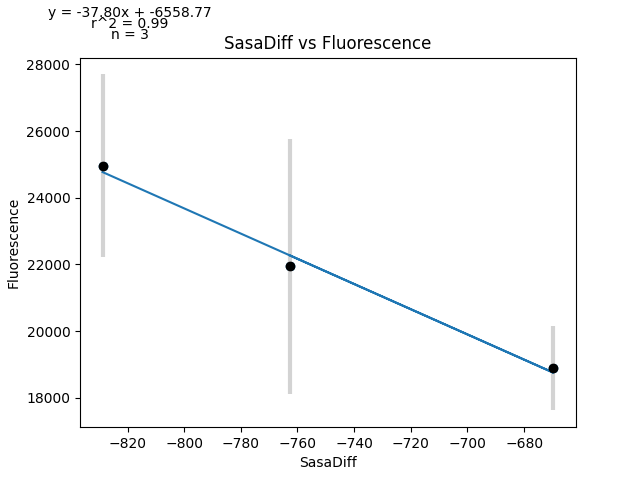 y = -37.80x + -6558.77
r^2 = 0.99
n = 3
SasaDiff vs Fluorescence
28000
26000
24000
22000
20000
18000
Fluorescence
−820 −800 −780 −760 −740 −720 −700 −680
SasaDiff